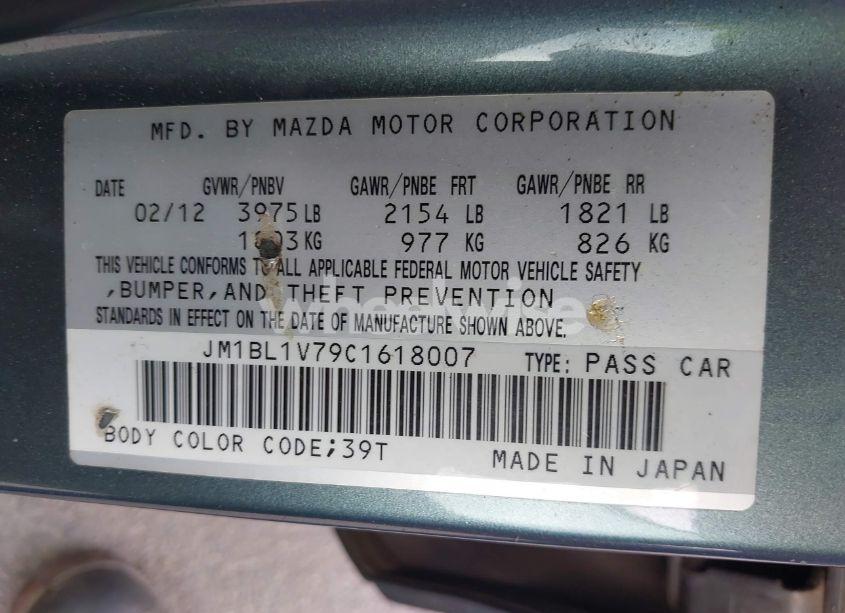 MFD. BY MAZDA MOTOR CORPORATION
DATE GVWR/PNBV GAWR/PNBE FRT GAWR/PNBE RR
02/12 3975 LB 2154 LB 1821 LB
KG 977 KG 826 KG
THIS VEHICLE CONFORMS TO ALL APPLICABLE FEDERAL MOTOR VEHICLE SAFETY
,BUMPER,AND THEFT PREVENTION
STANDARDS IN EFFECT ON THE DATE OF MANUFACTURE SHOWN ABOVE.
wheelwise
JM1BL1V79C1618007 TYPE: PASS CAR
BODY COLOR CODE;39T
MADE IN JAPAN